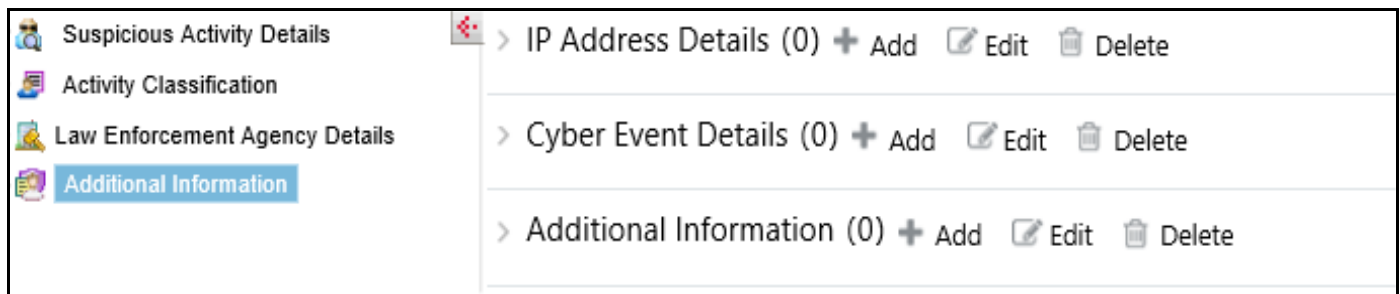 Suspicious Activity Details
Activity Classification
Law Enforcement Agency Details
Additional Information
IP Address Details (0) Add Edit Delete
Cyber Event Details (0) Add Edit Delete
Additional Information (0) Add Edit Delete